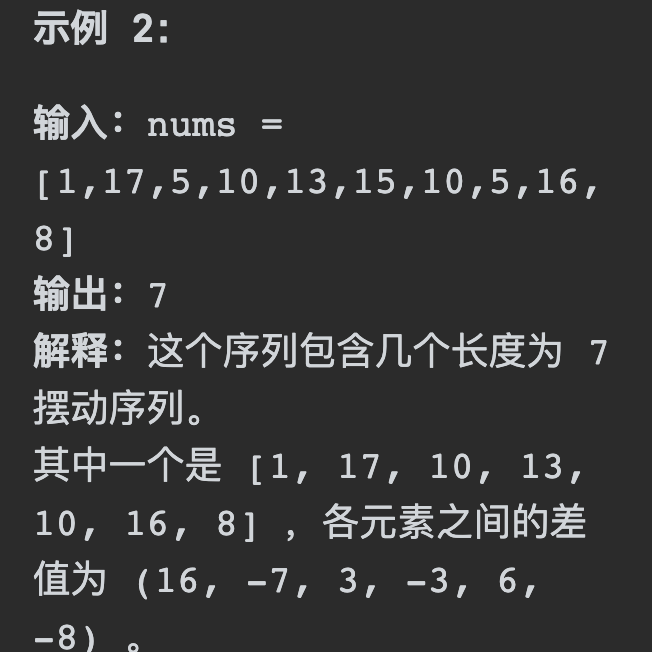 示例 2:
输入：nums =
[1,17,5,10,13,15,10,5,16,
8]
输出：7
解释：这个序列包含几个长度为 7
摆动序列。
其中一个是 [1, 17, 10, 13,
10, 16, 8] ，各元素之间的差
值为 (16, -7, 3, -3, 6,
-8) 。